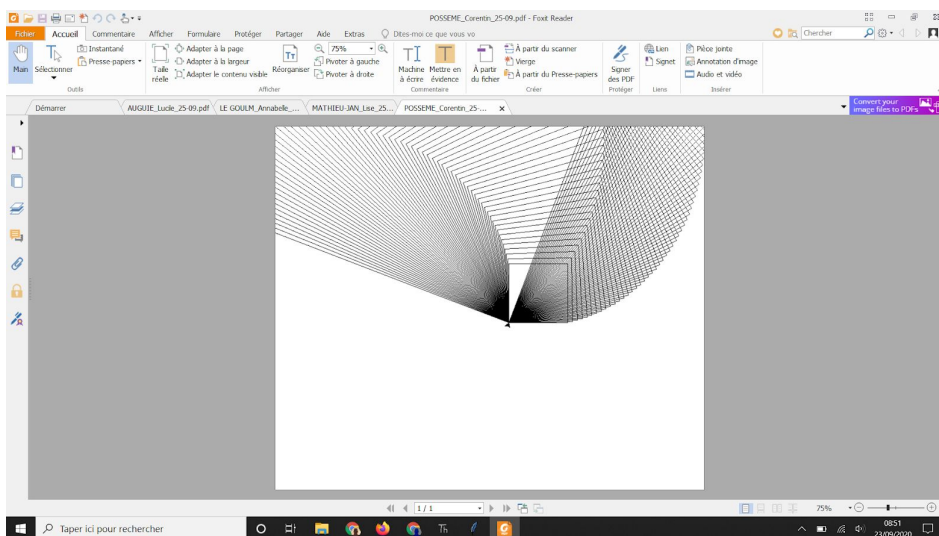 POSSEME_Corentin_25-09.pdf - Foxit Reader
Fichier Accueil Commentaire Afficher Formulaire Protéger Partager Aide Extras Dites-moi ce que vous vo Chercher
Main
Sélectionner
Instantané
Presse-papiers
Outils
Taille réelle
Adapter à la page
Adapter à la largeur
Adapter le contenu visible
Réorganiser
75%
Pivoter à gauche
Pivoter à droite
Afficher
Machine à écrire
Mettre en évidence
Commentaire
À partir du fichier
À partir du scanner
Vierge
À partir du Presse-papiers
Créer
Signer des PDF
Protéger
Lien
Signet
Liens
Pièce jointe
Annotation d'image
Audio et vidéo
Insérer
Démarrer AUGUIE_Lucie_25-09.pdf LE GOULM_Annabelle_... MATHIEU-JAN_Lise_25... POSSEME_Corentin_25-...
Convert your
image files to PDFs
1 / 1
75%
Taper ici pour rechercher
Th
08:51
23/09/2020